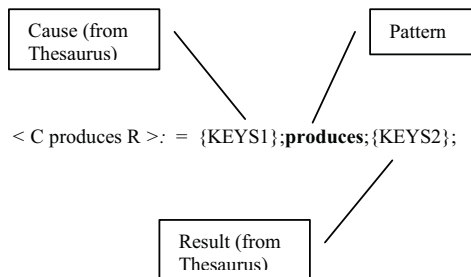 Cause (from
Thesaurus)
Pattern
< C produces R >: = {KEYS1};produces;{KEYS2};
Result (from
Thesaurus)